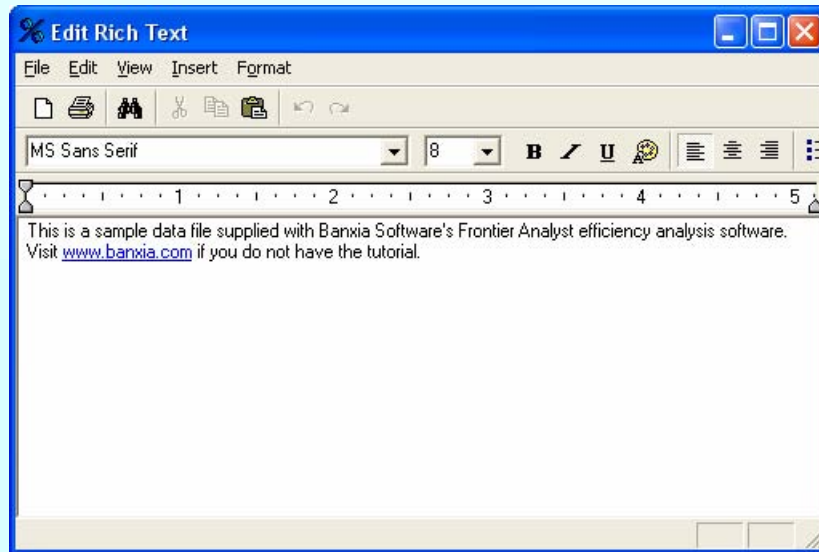 Edit Rich Text
File Edit View Insert Format
MS Sans Serif 8 B I U A
1 2 3 4 5
This is a sample data file supplied with Banxia Software's Frontier Analyst efficiency analysis software.
Visit www.banxia.com if you do not have the tutorial.